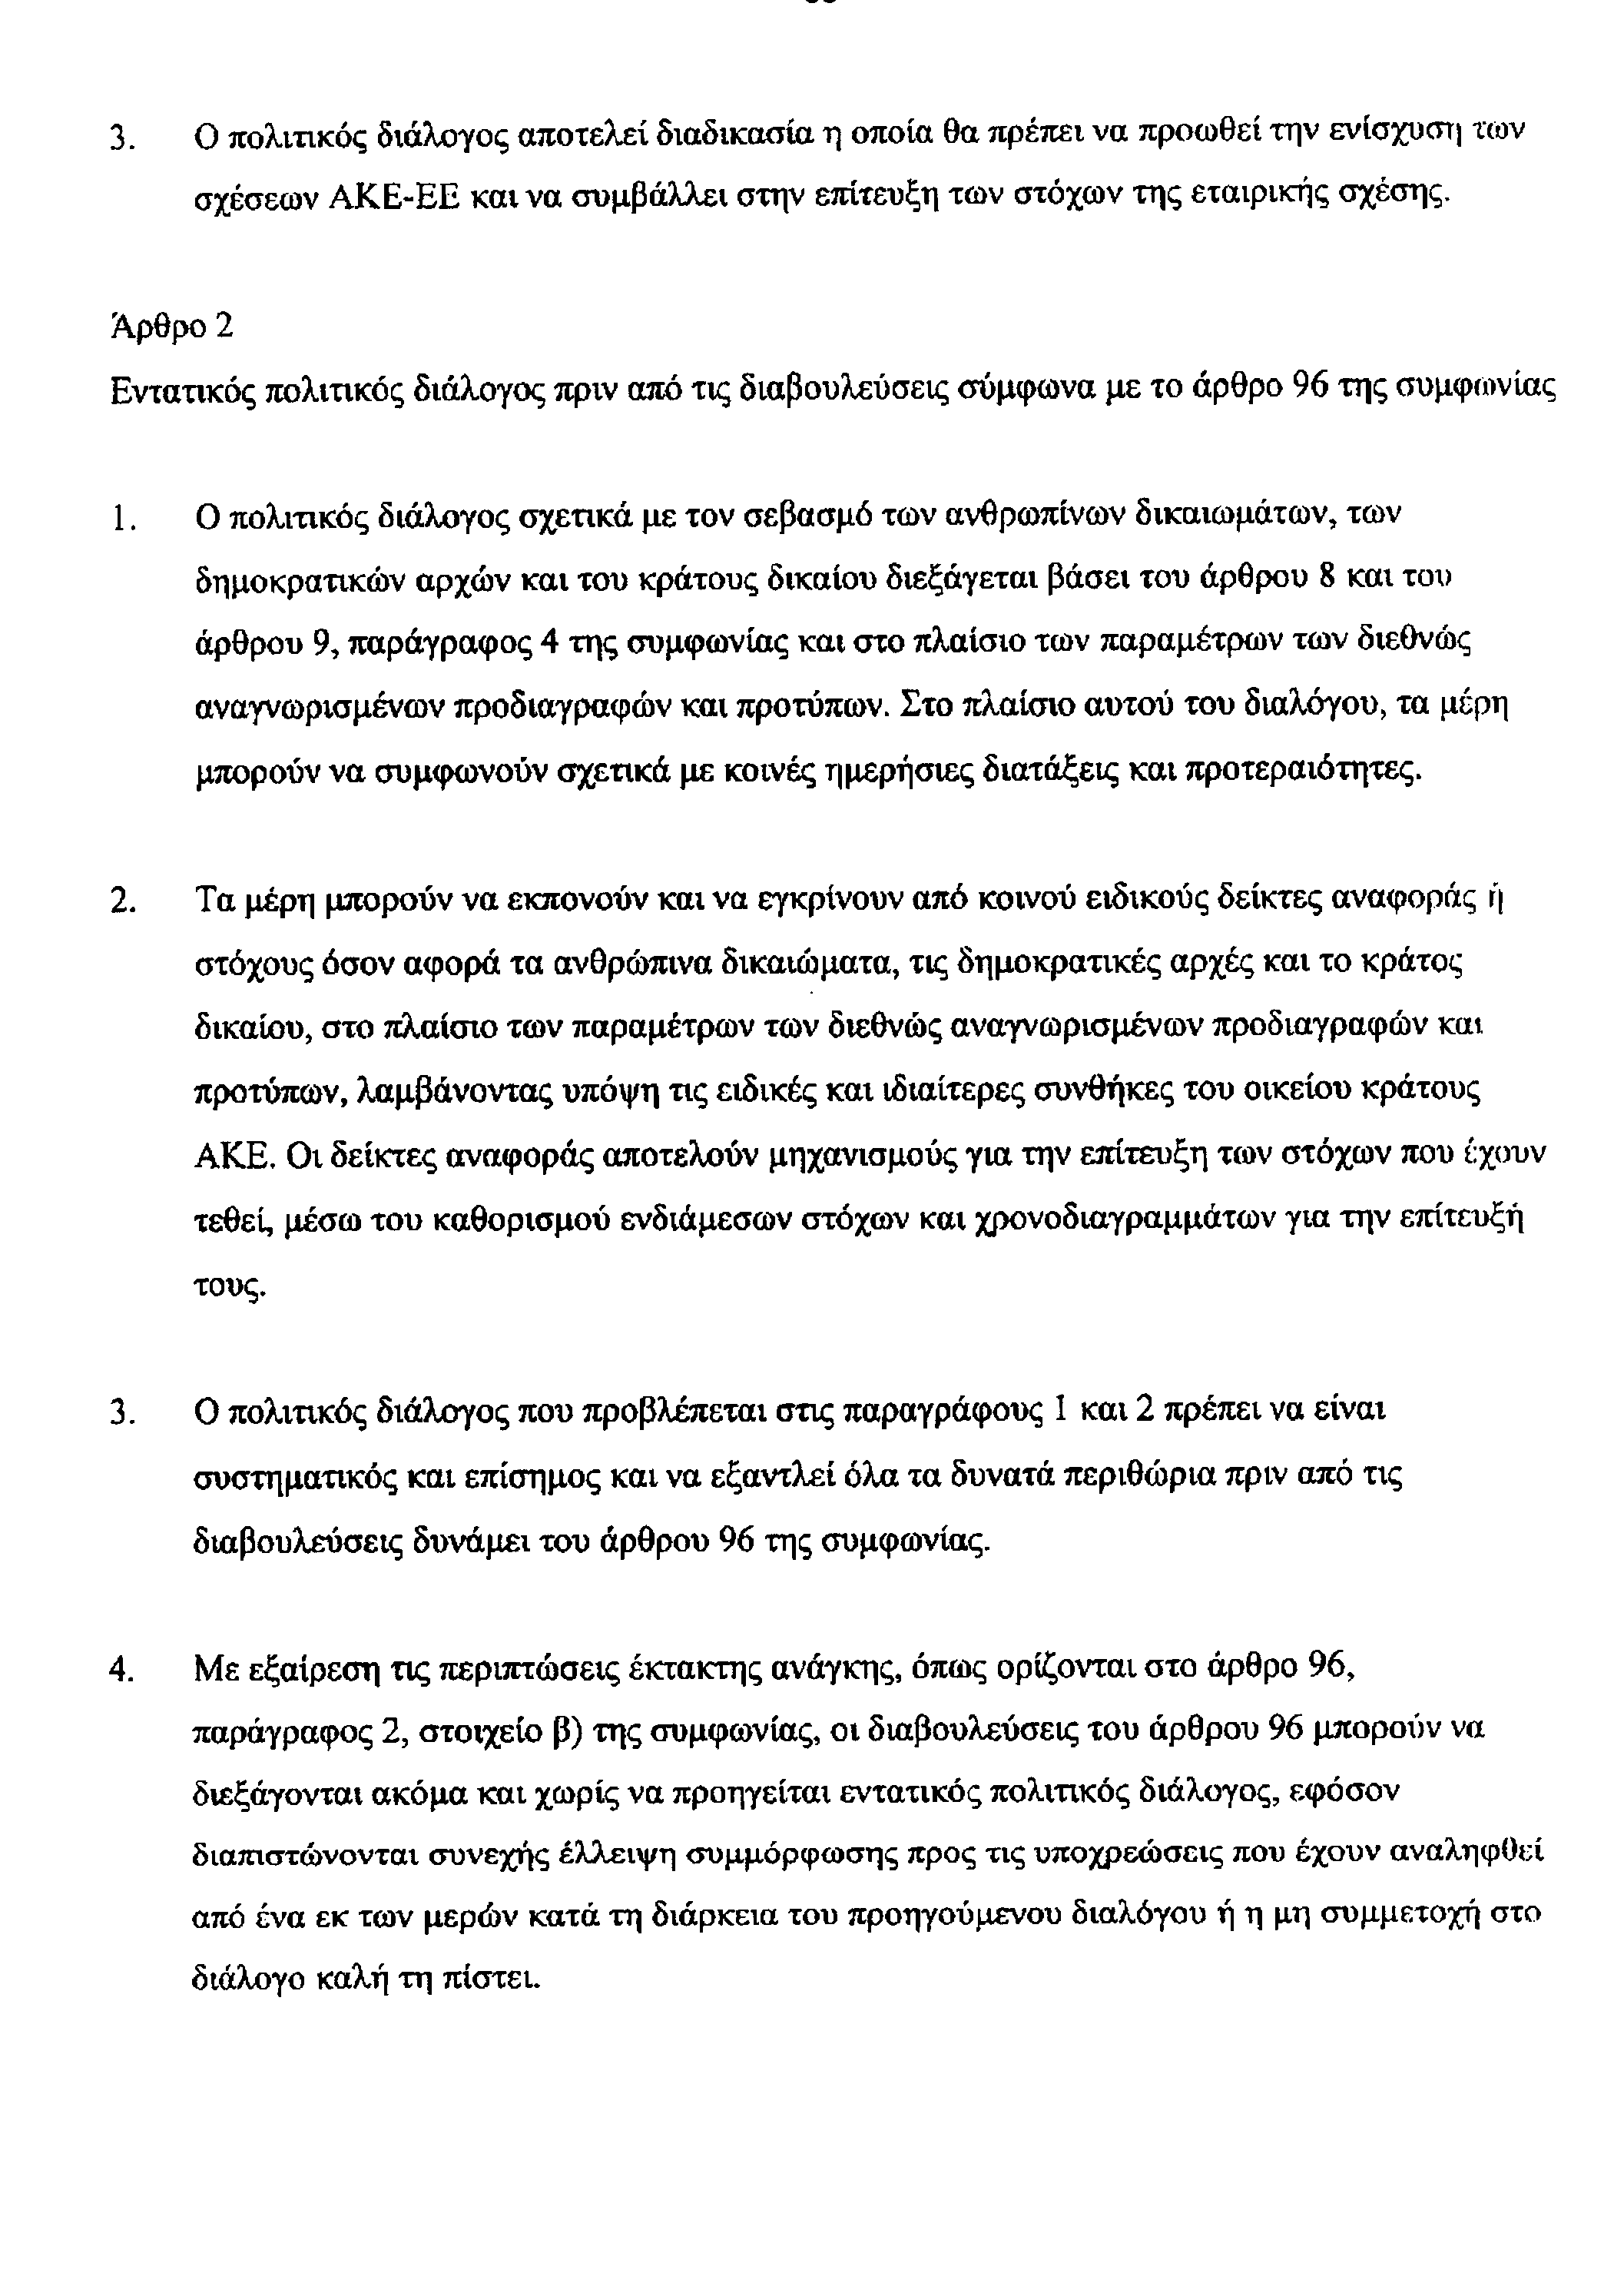 3. Ο πολιτικός διάλογος αποτελεί διαδικασία η οποία θα πρέπει να προωθεί την ενίσχυση των
σχέσεων ΑΚΕ-ΕΕ και να συμβάλλει στην επίτευξη των στόχων της εταιρικής σχέσης.
Άρθρο 2
Εντατικός πολιτικός διάλογος πριν από τις διαβουλεύσεις σύμφωνα με το άρθρο 96 της συμφωνίας
1. Ο πολιτικός διάλογος σχετικά με τον σεβασμό των ανθρωπίνων δικαιωμάτων, των
δημοκρατικών αρχών και του κράτους δικαίου διεξάγεται βάσει του άρθρου 8 και του
άρθρου 9, παράγραφος 4 της συμφωνίας και στο πλαίσιο των παραμέτρων των διεθνώς
αναγνωρισμένων προδιαγραφών και προτύπων. Στο πλαίσιο αυτού του διαλόγου, τα μέρη
μπορούν να συμφωνούν σχετικά με κοινές ημερήσιες διατάξεις και προτεραιότητες.
2. Τα μέρη μπορούν να εκπονούν και να εγκρίνουν από κοινού ειδικούς δείκτες αναφοράς ή
στόχους όσον αφορά τα ανθρώπινα δικαιώματα, τις δημοκρατικές αρχές και το κράτος
δικαίου, στο πλαίσιο των παραμέτρων των διεθνώς αναγνωρισμένων προδιαγραφών και
προτύπων, λαμβάνοντας υπόψη τις ειδικές και ιδιαίτερες συνθήκες του οικείου κράτους
ΑΚΕ. Οι δείκτες αναφοράς αποτελούν μηχανισμούς για την επίτευξη των στόχων που έχουν
τεθεί, μέσω του καθορισμού ενδιάμεσων στόχων και χρονοδιαγραμμάτων για την επίτευξή
τους.
3. Ο πολιτικός διάλογος που προβλέπεται στις παραγράφους 1 και 2 πρέπει να είναι
συστηματικός και επίσημος και να εξαντλεί όλα τα δυνατά περιθώρια πριν από τις
διαβουλεύσεις δυνάμει του άρθρου 96 της συμφωνίας.
4. Με εξαίρεση τις περιπτώσεις έκτακτης ανάγκης, όπως ορίζονται στο άρθρο 96,
παράγραφος 2, στοιχείο β) της συμφωνίας, οι διαβουλεύσεις του άρθρου 96 μπορούν να
διεξάγονται ακόμα και χωρίς να προηγείται εντατικός πολιτικός διάλογος, εφόσον
διαπιστώνονται συνεχής έλλειψη συμμόρφωσης προς τις υποχρεώσεις που έχουν αναληφθεί
από ένα εκ των μερών κατά τη διάρκεια του προηγούμενου διαλόγου ή η μη συμμετοχή στο
διάλογο καλή τη πίστει.